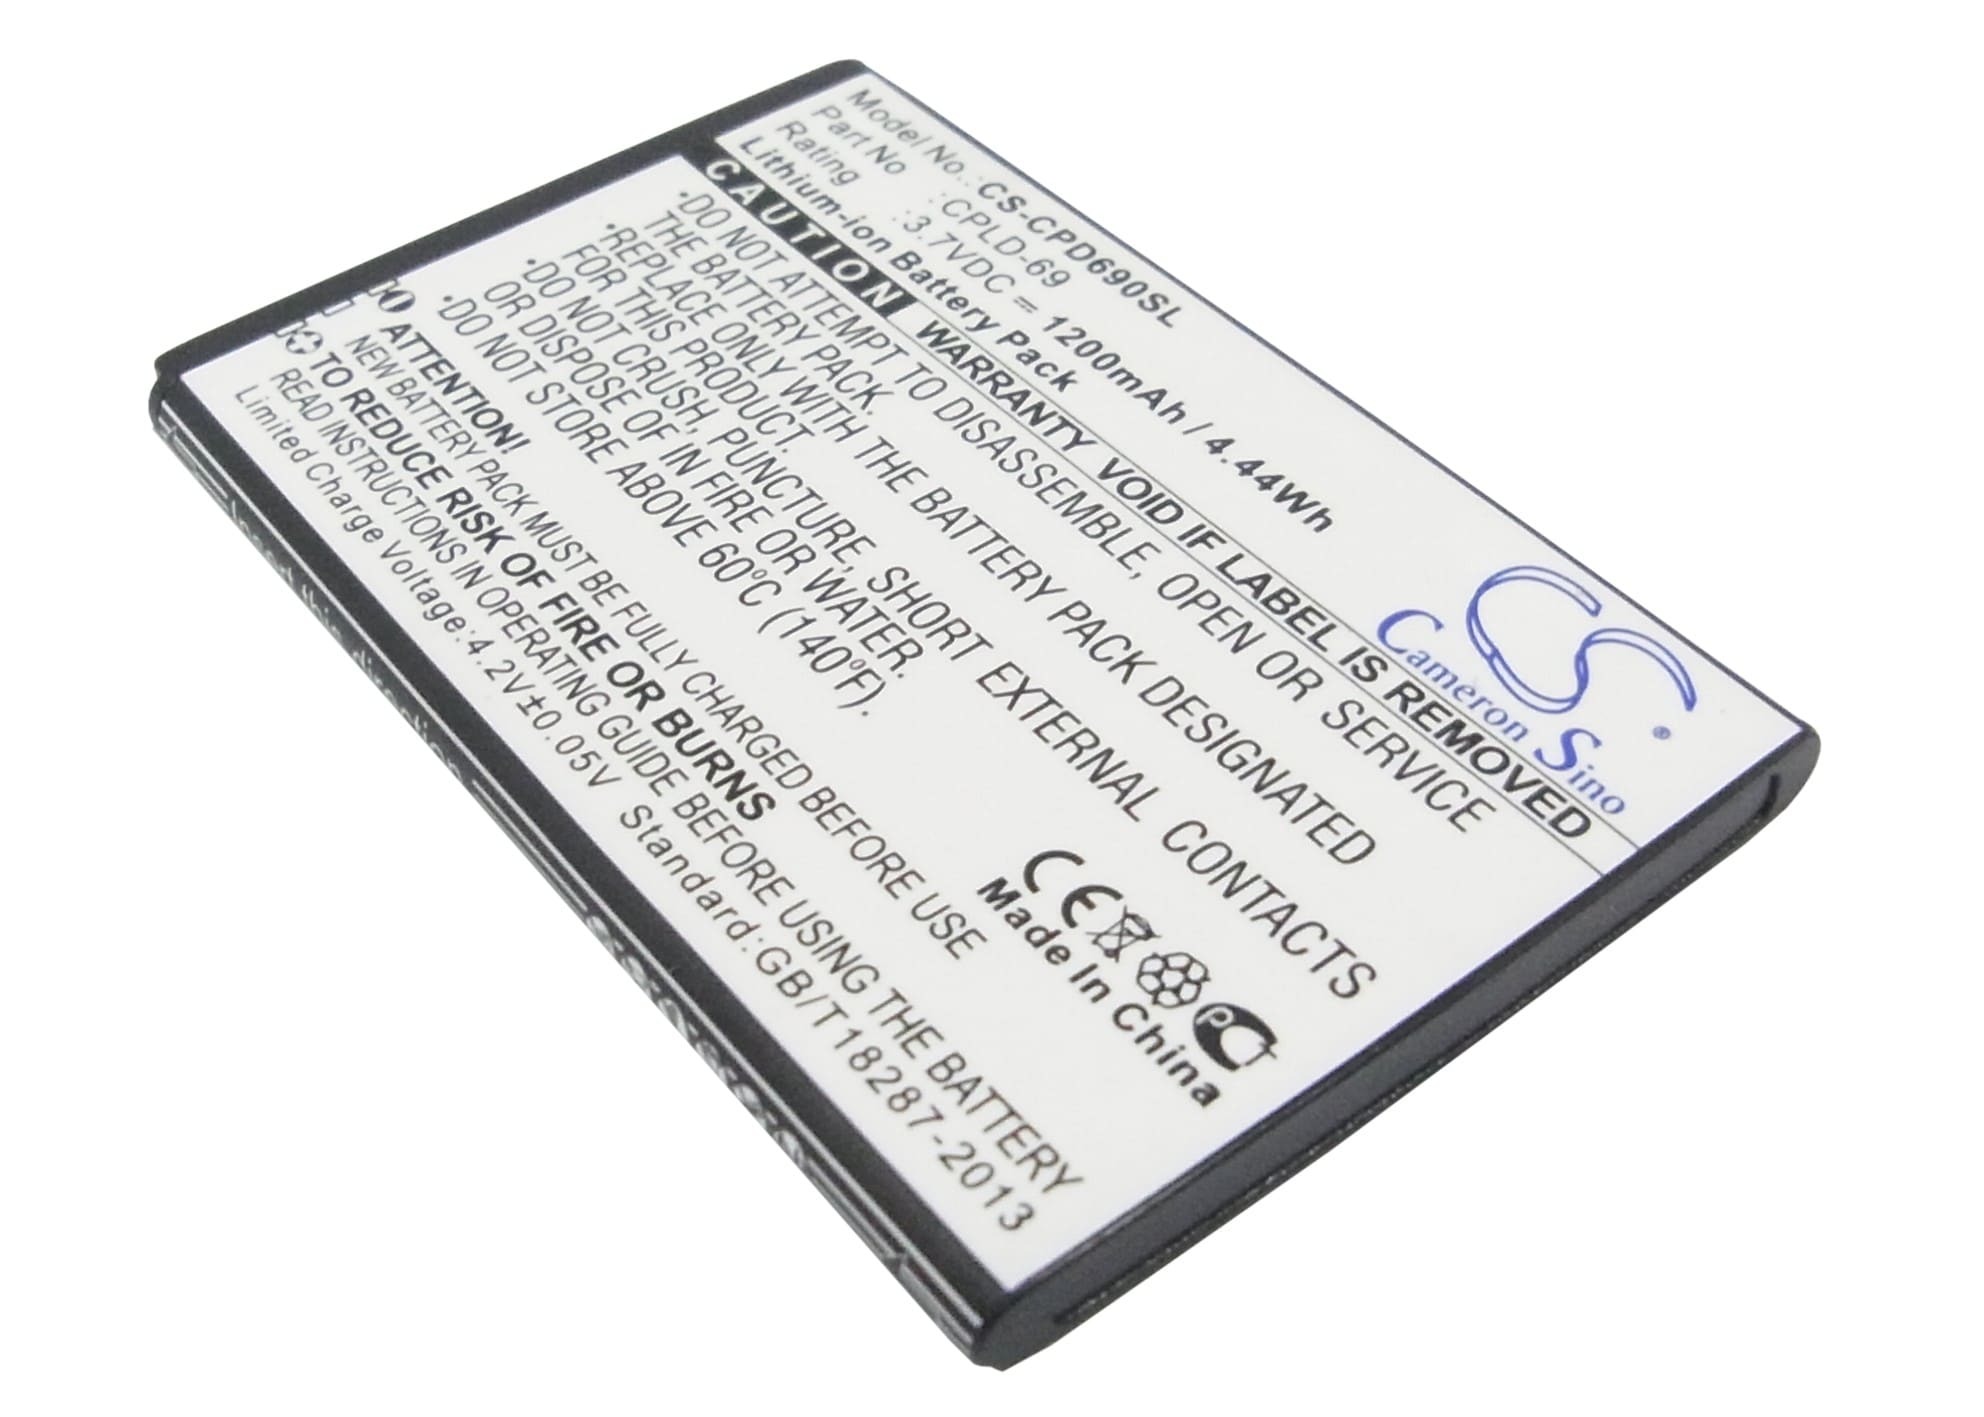 Model No.:CS-CPD690SL
Part No :CPLD-69
Rating :3.7VDC = 1200mAh / 4.44Wh
Lithium-ion Battery Pack
CS
Cameron Sino ®
CAUTION WARRANTY VOID IF LABEL IS REMOVED
•DO NOT ATTEMPT TO DISASSEMBLE, OPEN OR SERVICE
THE BATTERY PACK.
•REPLACE ONLY WITH THE BATTERY PACK DESIGNATED
FOR THIS PRODUCT.
•DO NOT CRUSH, PUNCTURE, SHORT EXTERNAL CONTACTS
OR DISPOSE OF IN FIRE OR WATER.
•DO NOT STORE ABOVE 60°C (140°F).
CE
PC
Made In China
ATTENTION!
NEW BATTERY PACK MUST BE FULLY CHARGED BEFORE USE
TO REDUCE RISK OF FIRE OR BURNS
READ INSTRUCTIONS IN OPERATING GUIDE BEFORE USING THE BATTERY
Limited Charge Voltage:4.2V±0.05V Standard:GB/T18287-2013
this direction